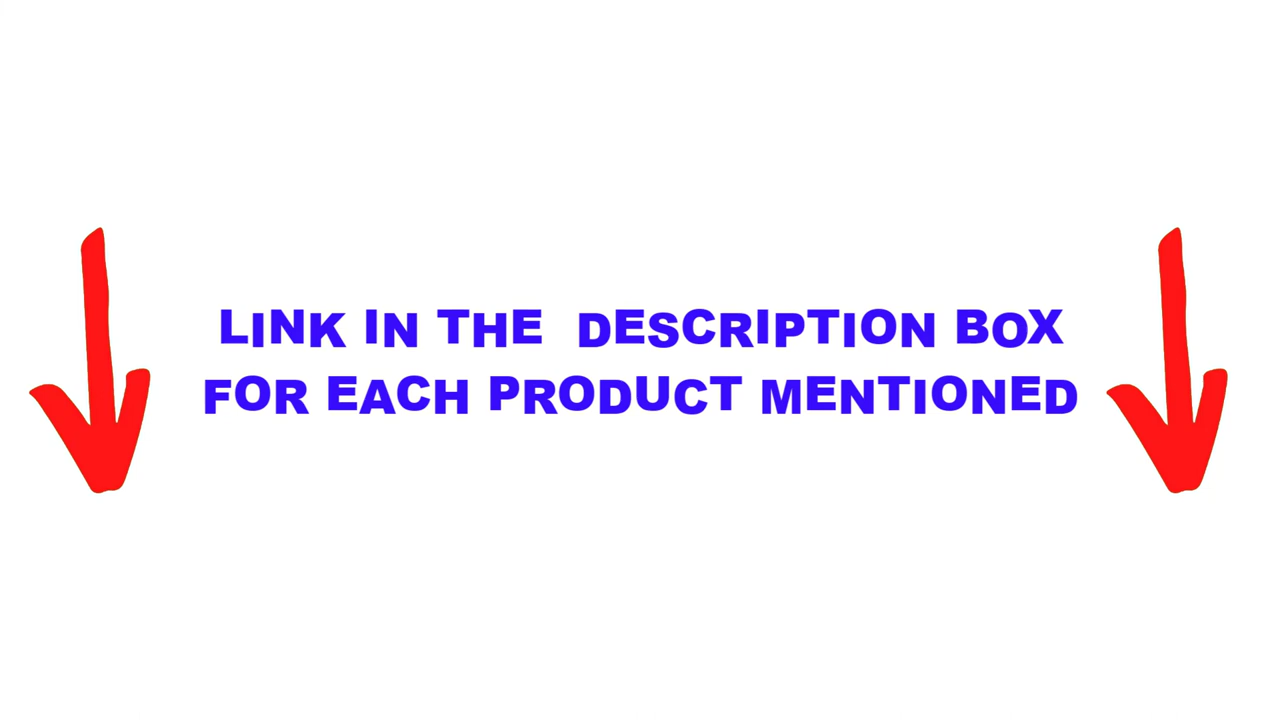 LINK IN THE  DESCRIPTION BOX
FOR EACH PRODUCT MENTIONED